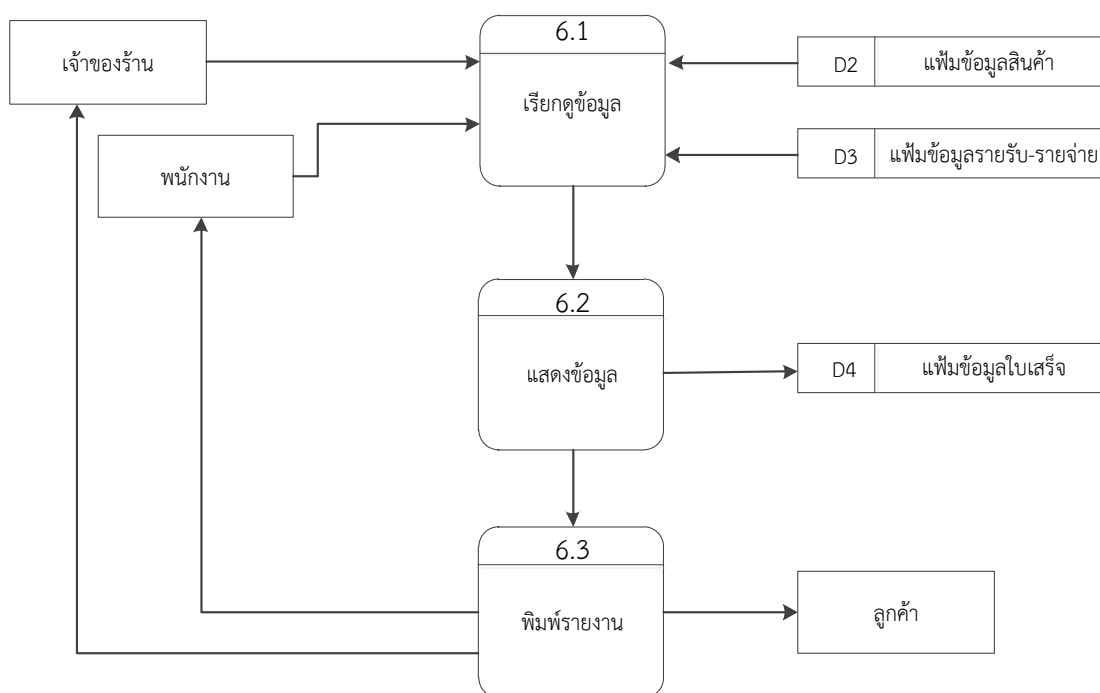 6.1
เจ้าของร้าน
เรียกดูข้อมูล
D2 แฟ้มข้อมูลสินค้า
พนักงาน
D3 แฟ้มข้อมูลรายรับ-รายจ่าย
6.2
แสดงข้อมูล
D4 แฟ้มข้อมูลใบเสร็จ
6.3
พิมพ์รายงาน
ลูกค้า